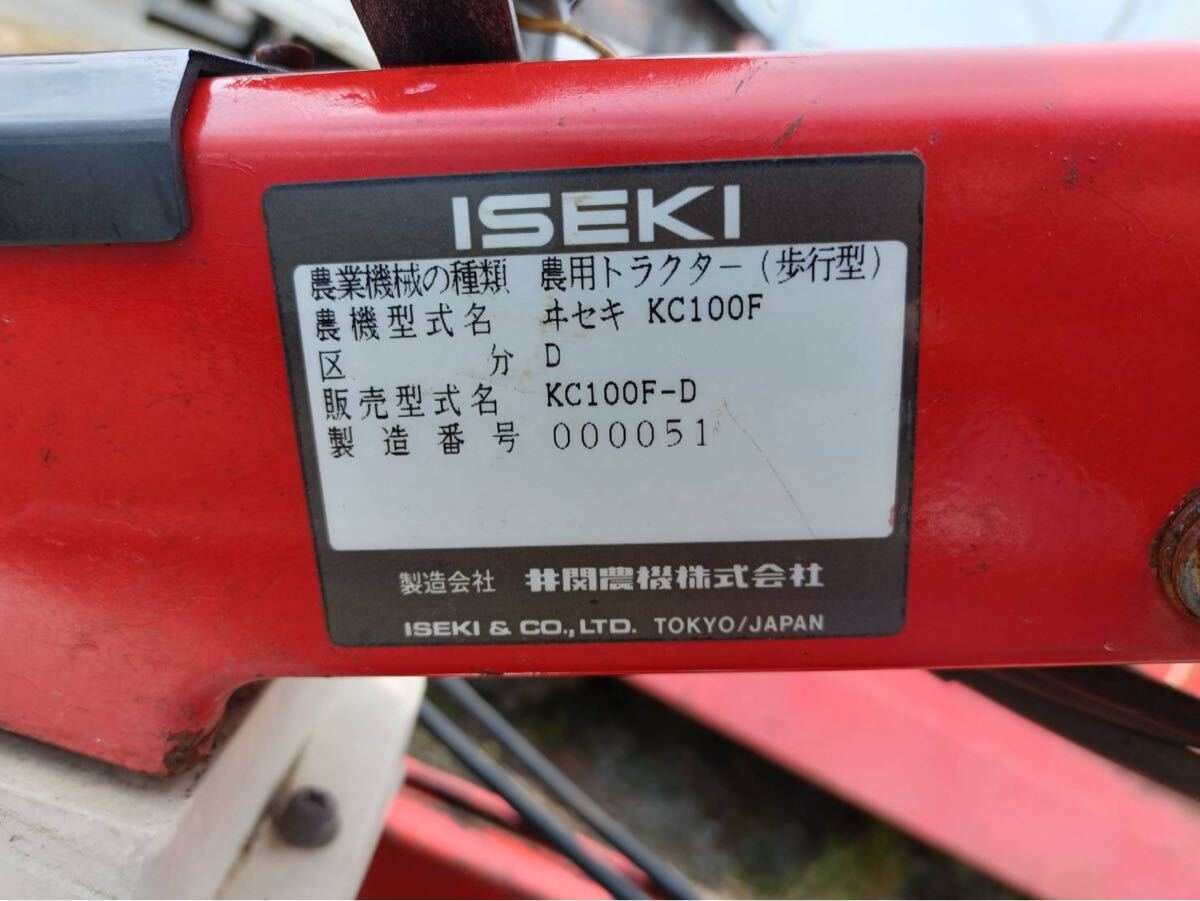 ISEKI
農業機械の種類 農用トラクター(歩行型)
農機型式名 ヰセキ KC100F
区分 D
販売型式名 KC100F-D
製造番号 000051
製造会社 井関農機株式会社
ISEKI & CO.,LTD. TOKYO/JAPAN